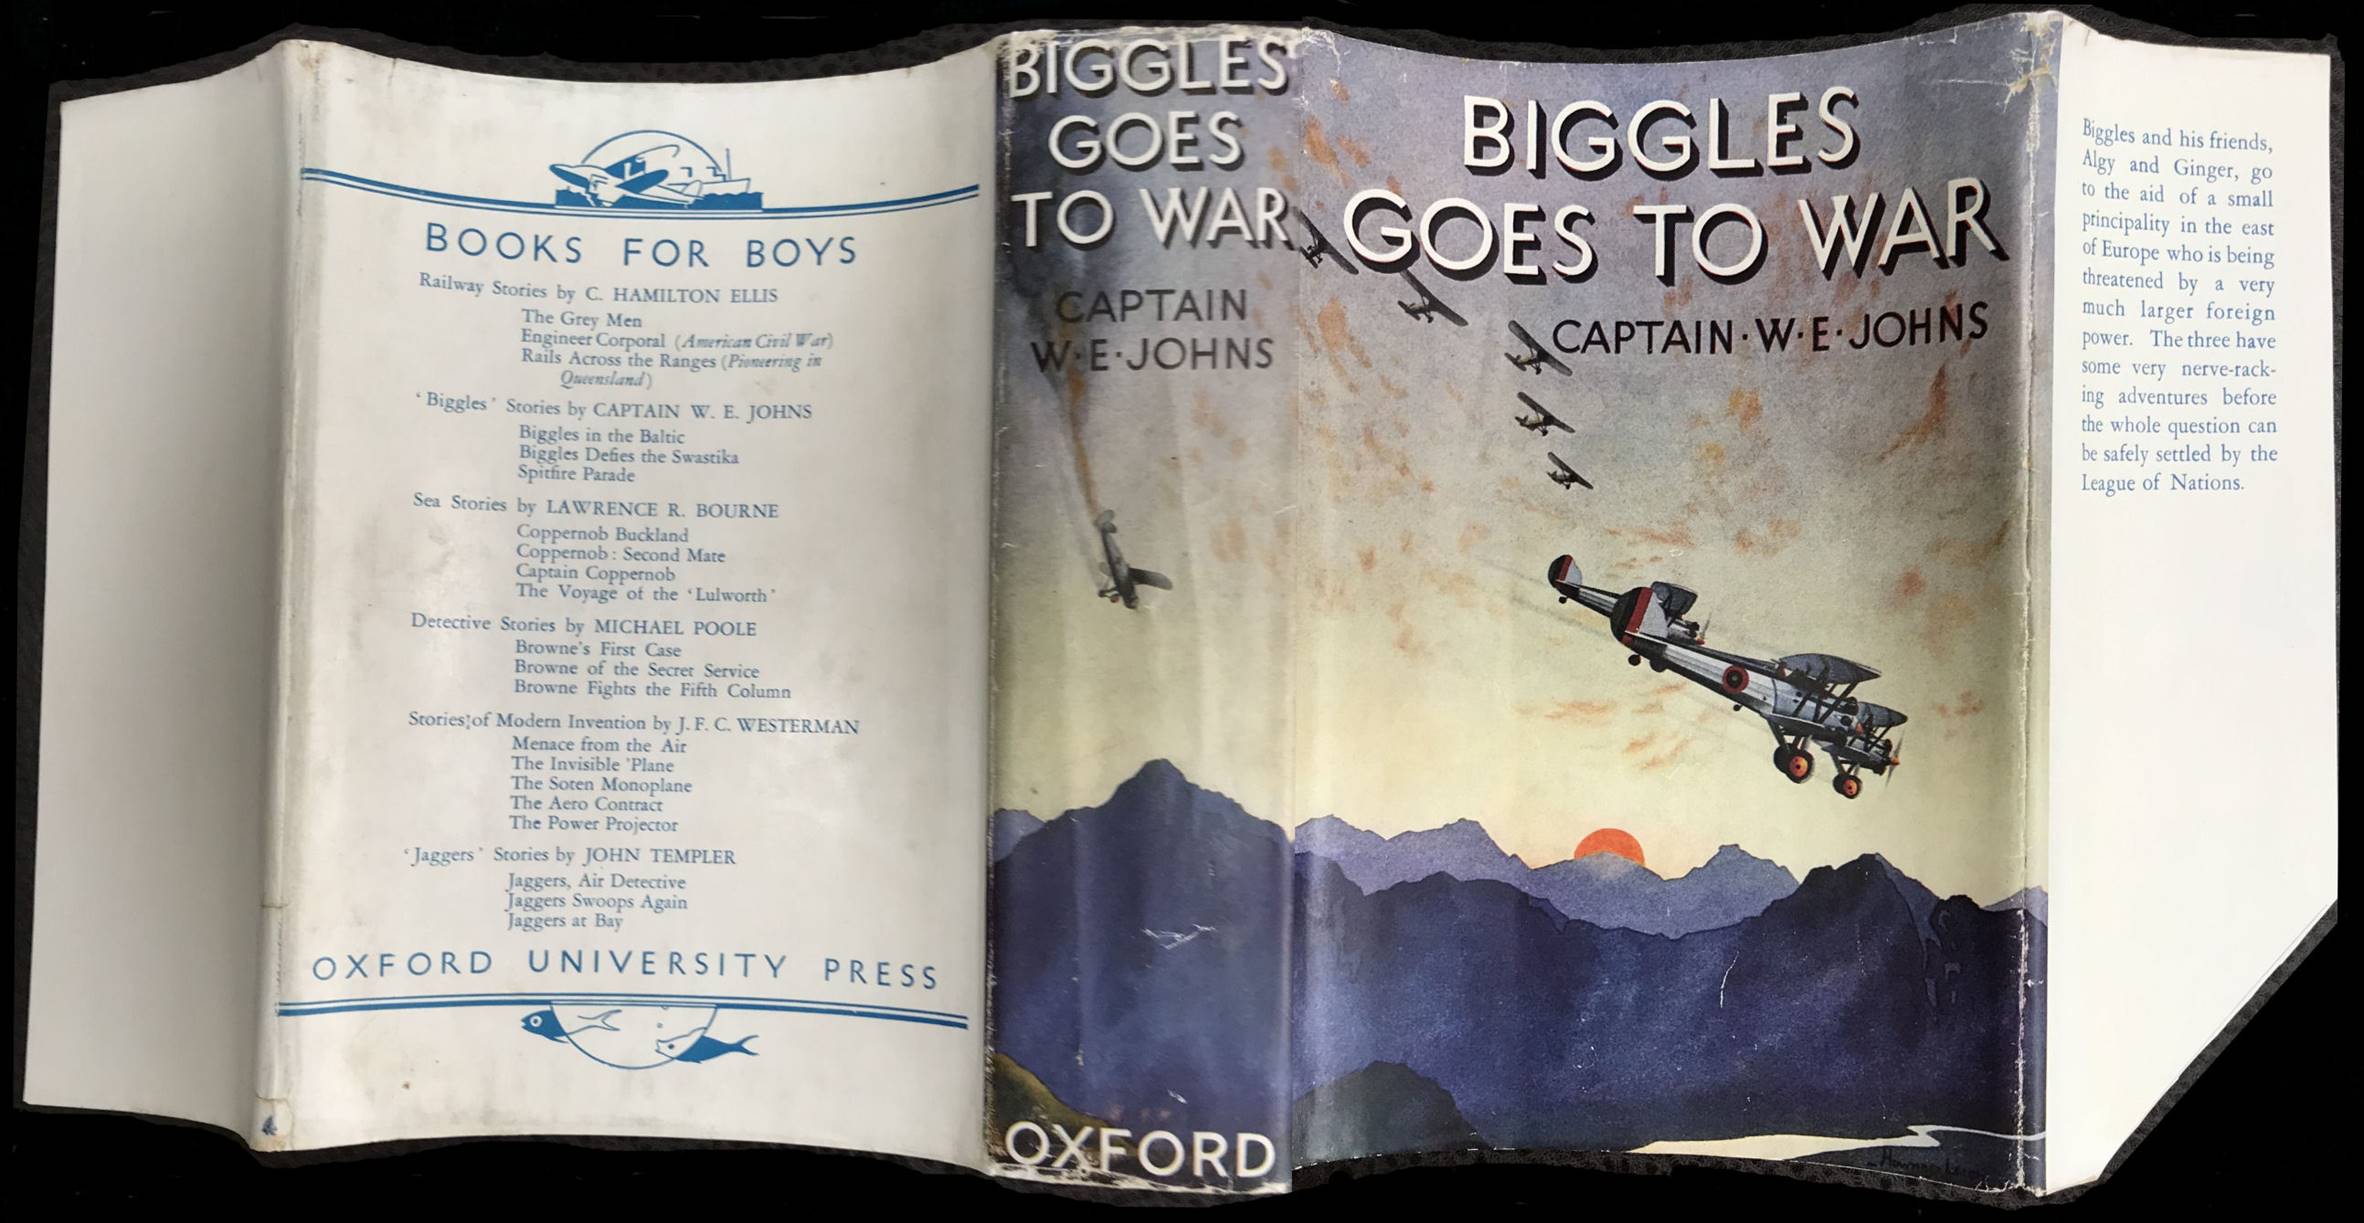 BOOKS FOR BOYS
Railway Stories by C. HAMILTON ELLIS
The Grey Men
Engineer Corporal (American Civil War)
Rails Across the Ranges (Pioneering in
Queensland)
'Biggles' Stories by CAPTAIN W. E. JOHNS
Biggles in the Baltic
Biggles Defies the Swastika
Spitfire Parade
Sea Stories by LAWRENCE R. BOURNE
Coppernob Buckland
Coppernob: Second Mate
Captain Coppernob
The Voyage of the 'Lulworth'
Detective Stories by MICHAEL POOLE
Browne's First Case
Browne of the Secret Service
Browne Fights the Fifth Column
Stories of Modern Invention by J. F. C. WESTERMAN
Menace from the Air
The Invisible 'Plane
The Soren Monoplane
The Aero Contract
The Power Projector
'Jaggers' Stories by JOHN TEMPLER
Jaggers, Air Detective
Jaggers Swoops Again
Jaggers at Bay
OXFORD UNIVERSITY PRESS
BIGGLES
GOES
TO WAR
CAPTAIN
W·E·JOHNS
OXFORD
BIGGLES
GOES TO WAR
CAPTAIN·W·E·JOHNS
Biggles and his friends,
Algy and Ginger, go
to the aid of a small
principality in the east
of Europe who is being
threatened by a very
much larger foreign
power. The three have
some very nerve-rack-
ing adventures before
the whole question can
be safely settled by the
League of Nations.